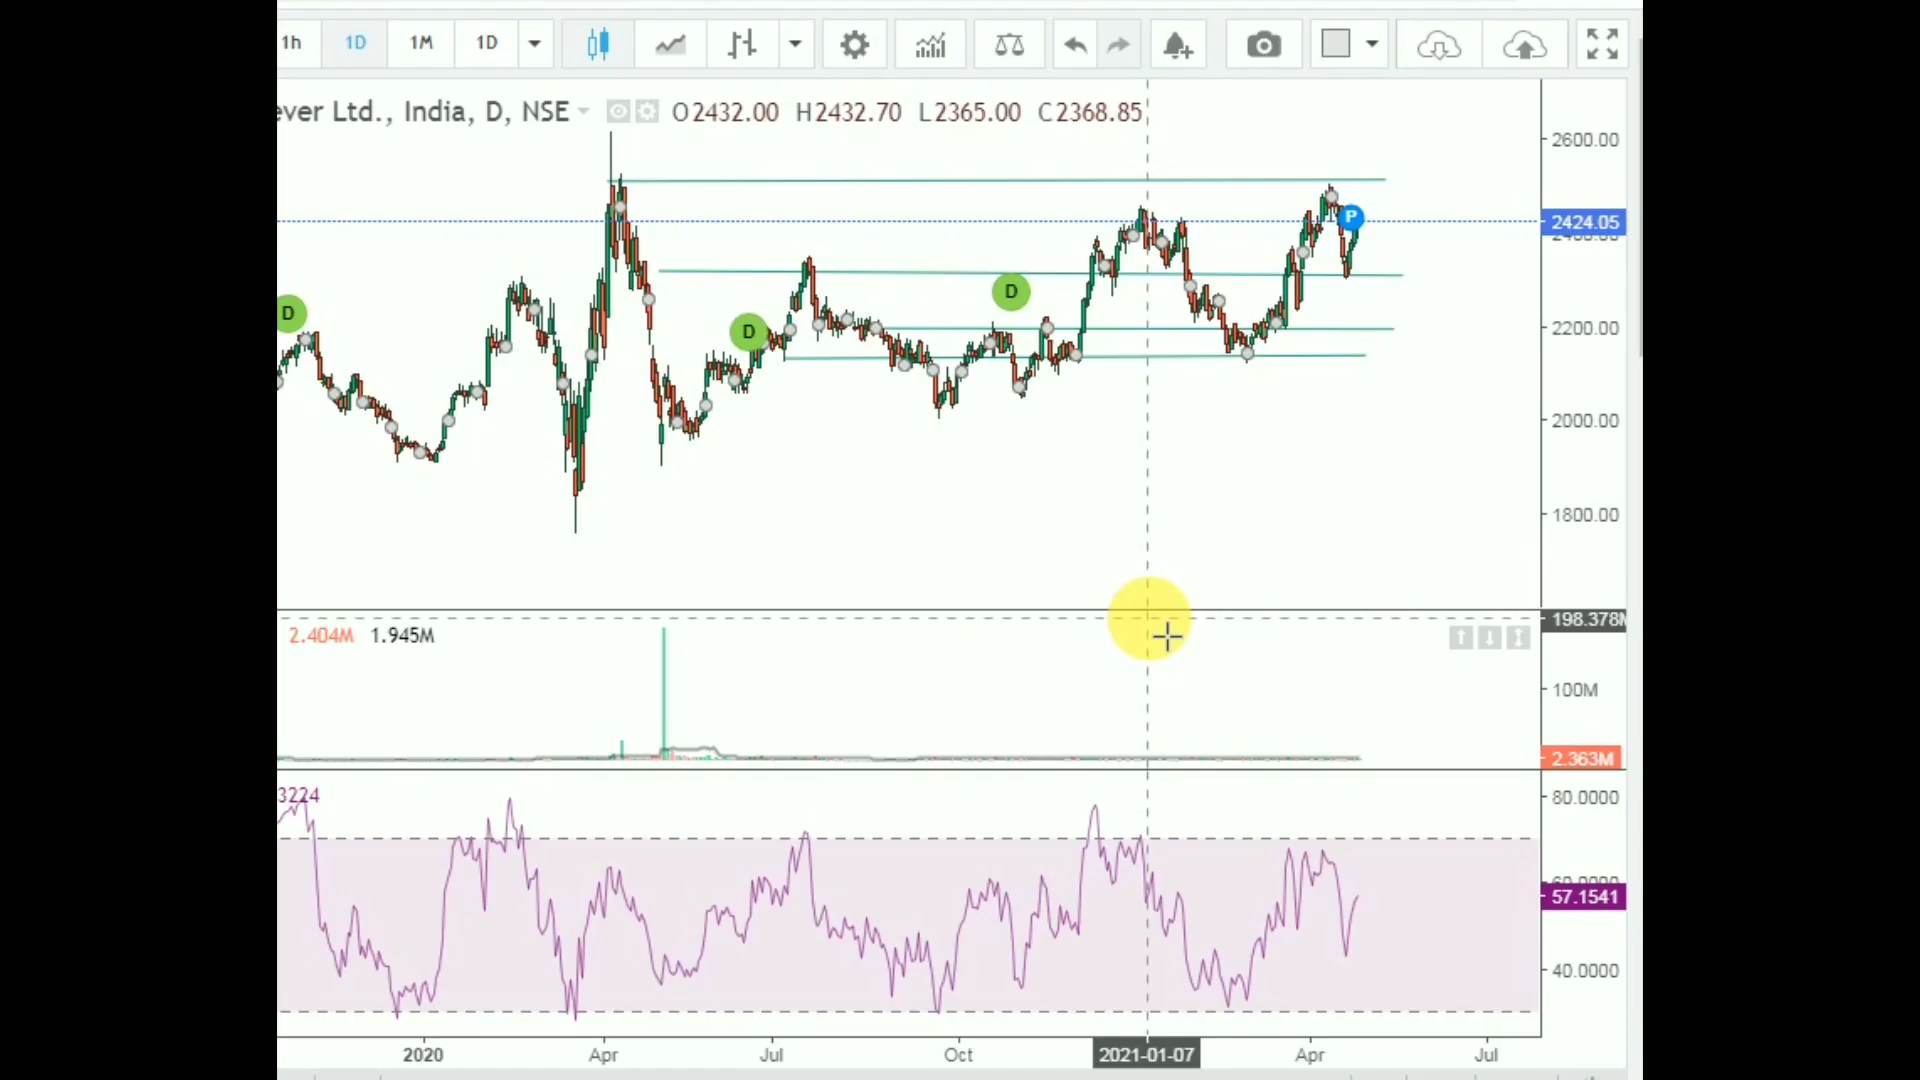 1h 1D 1M 1D
ever Ltd., India, D, NSE O2432.00 H2432.70 L2365.00 C2368.85
2600.00
P
2424.05
D
D
D
2200.00
2000.00
1800.00
198.378M
2.404M 1.945M
100M
2.363M
3224
80.0000
57.1541
40.0000
2020 Apr Jul Oct 2021-01-07 Apr Jul